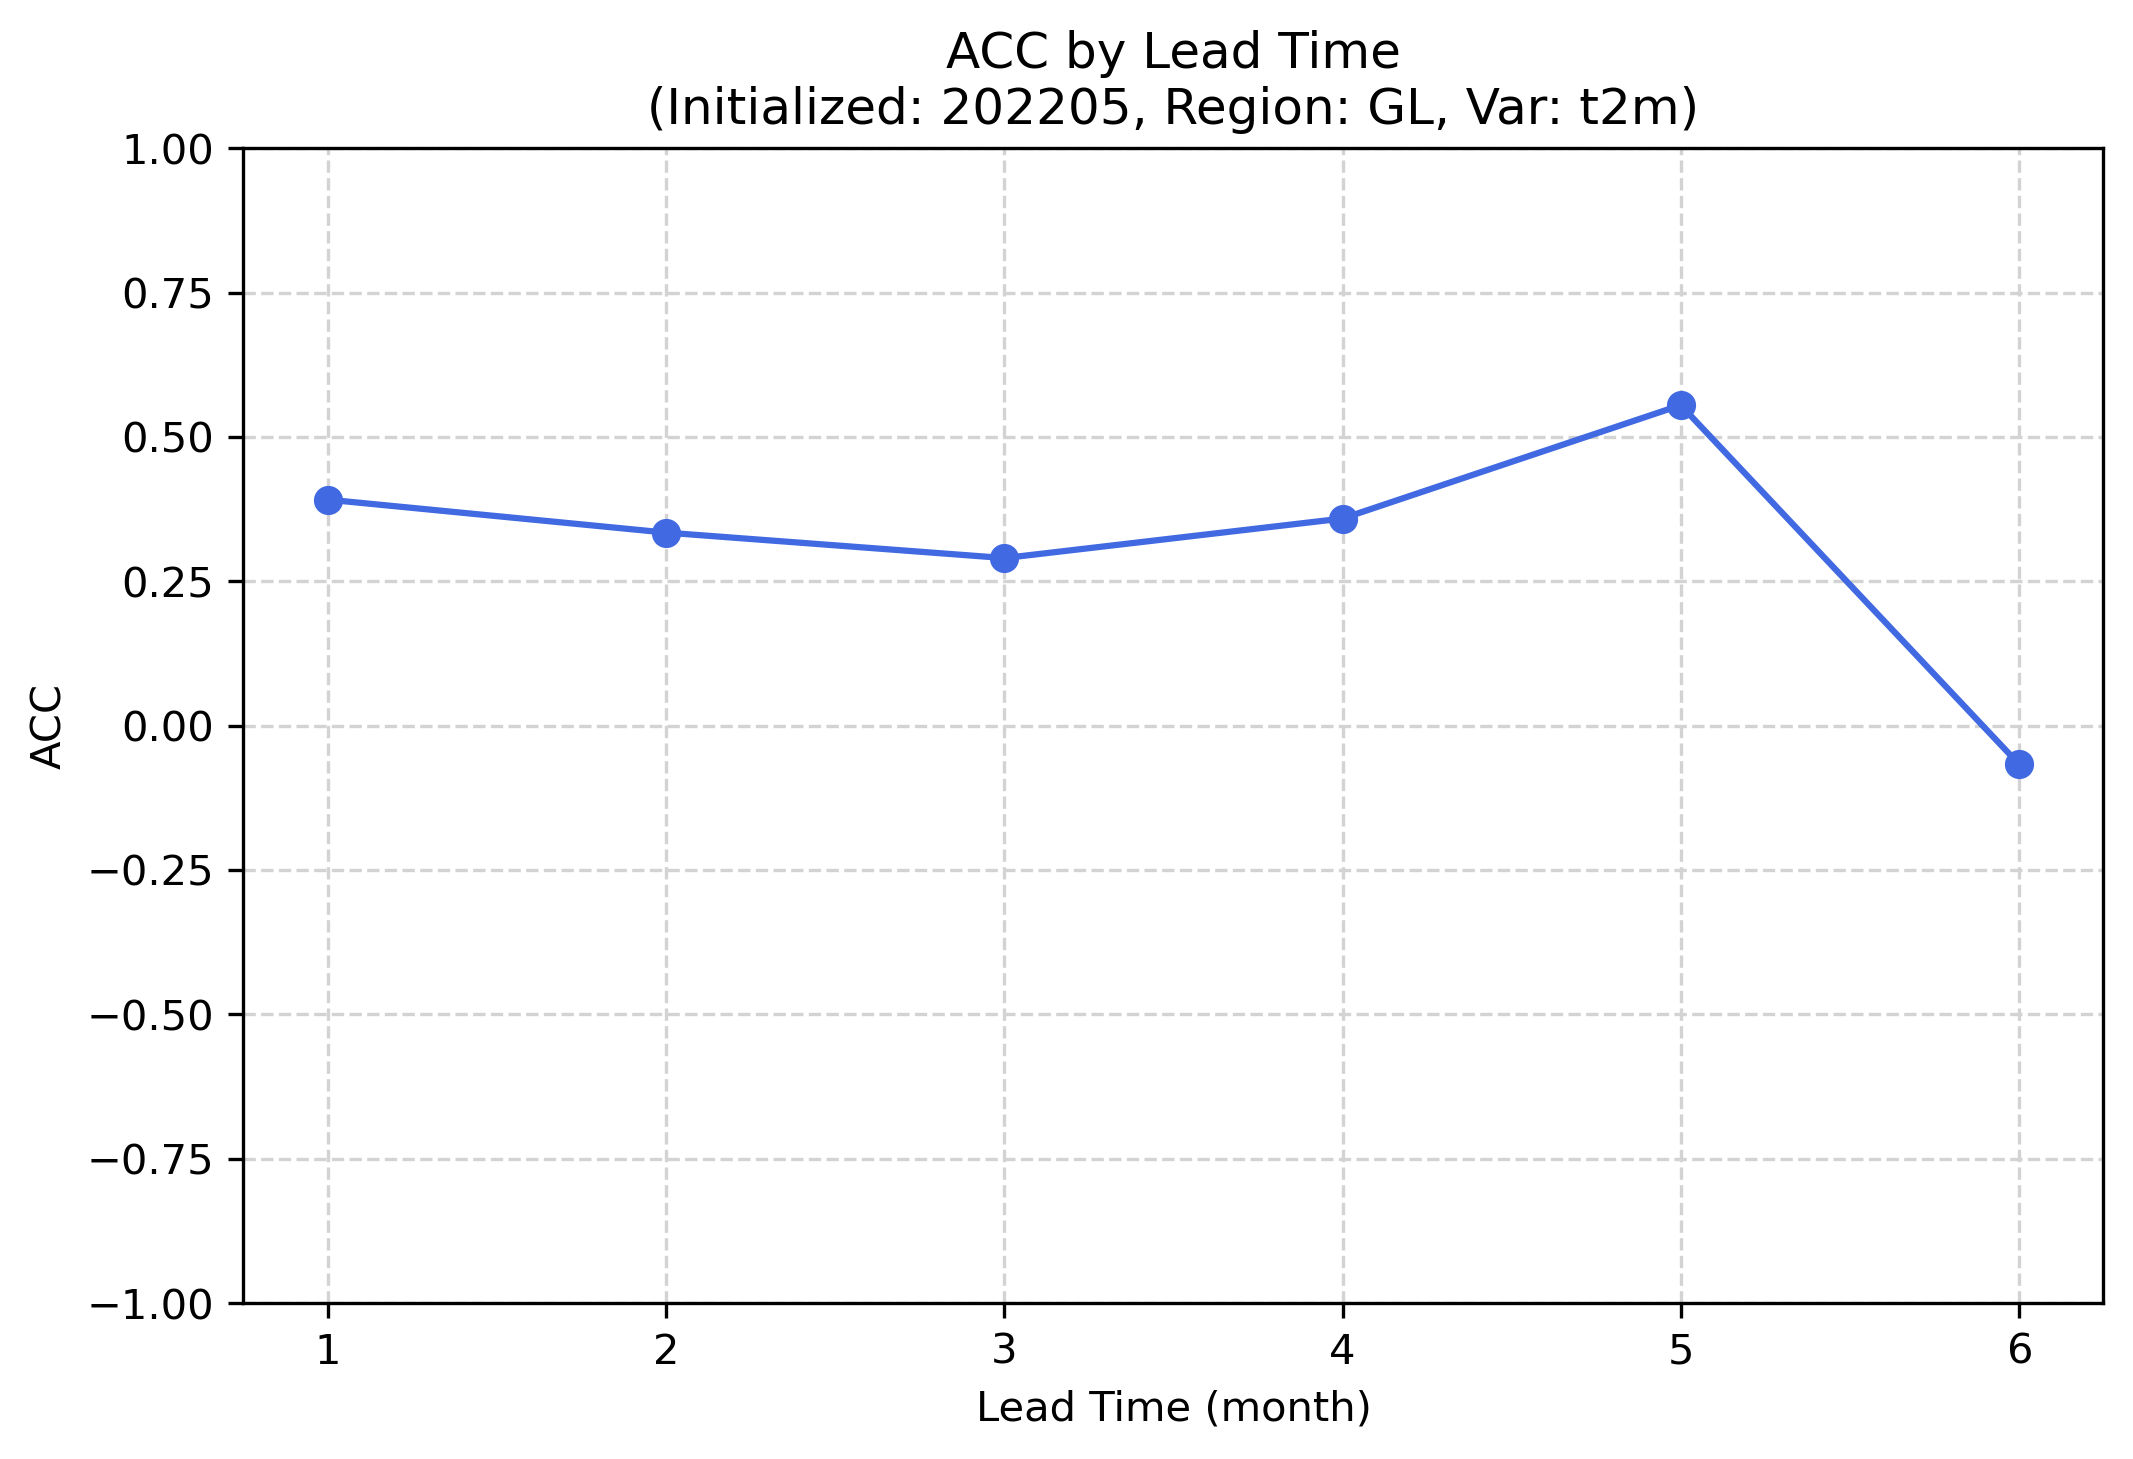 ACC by Lead Time
(Initialized: 202205, Region: GL, Var: t2m)
1.00
0.75
0.50
0.25
0.00
−0.25
−0.50
−0.75
−1.00
ACC
1 2 3 4 5 6
Lead Time (month)